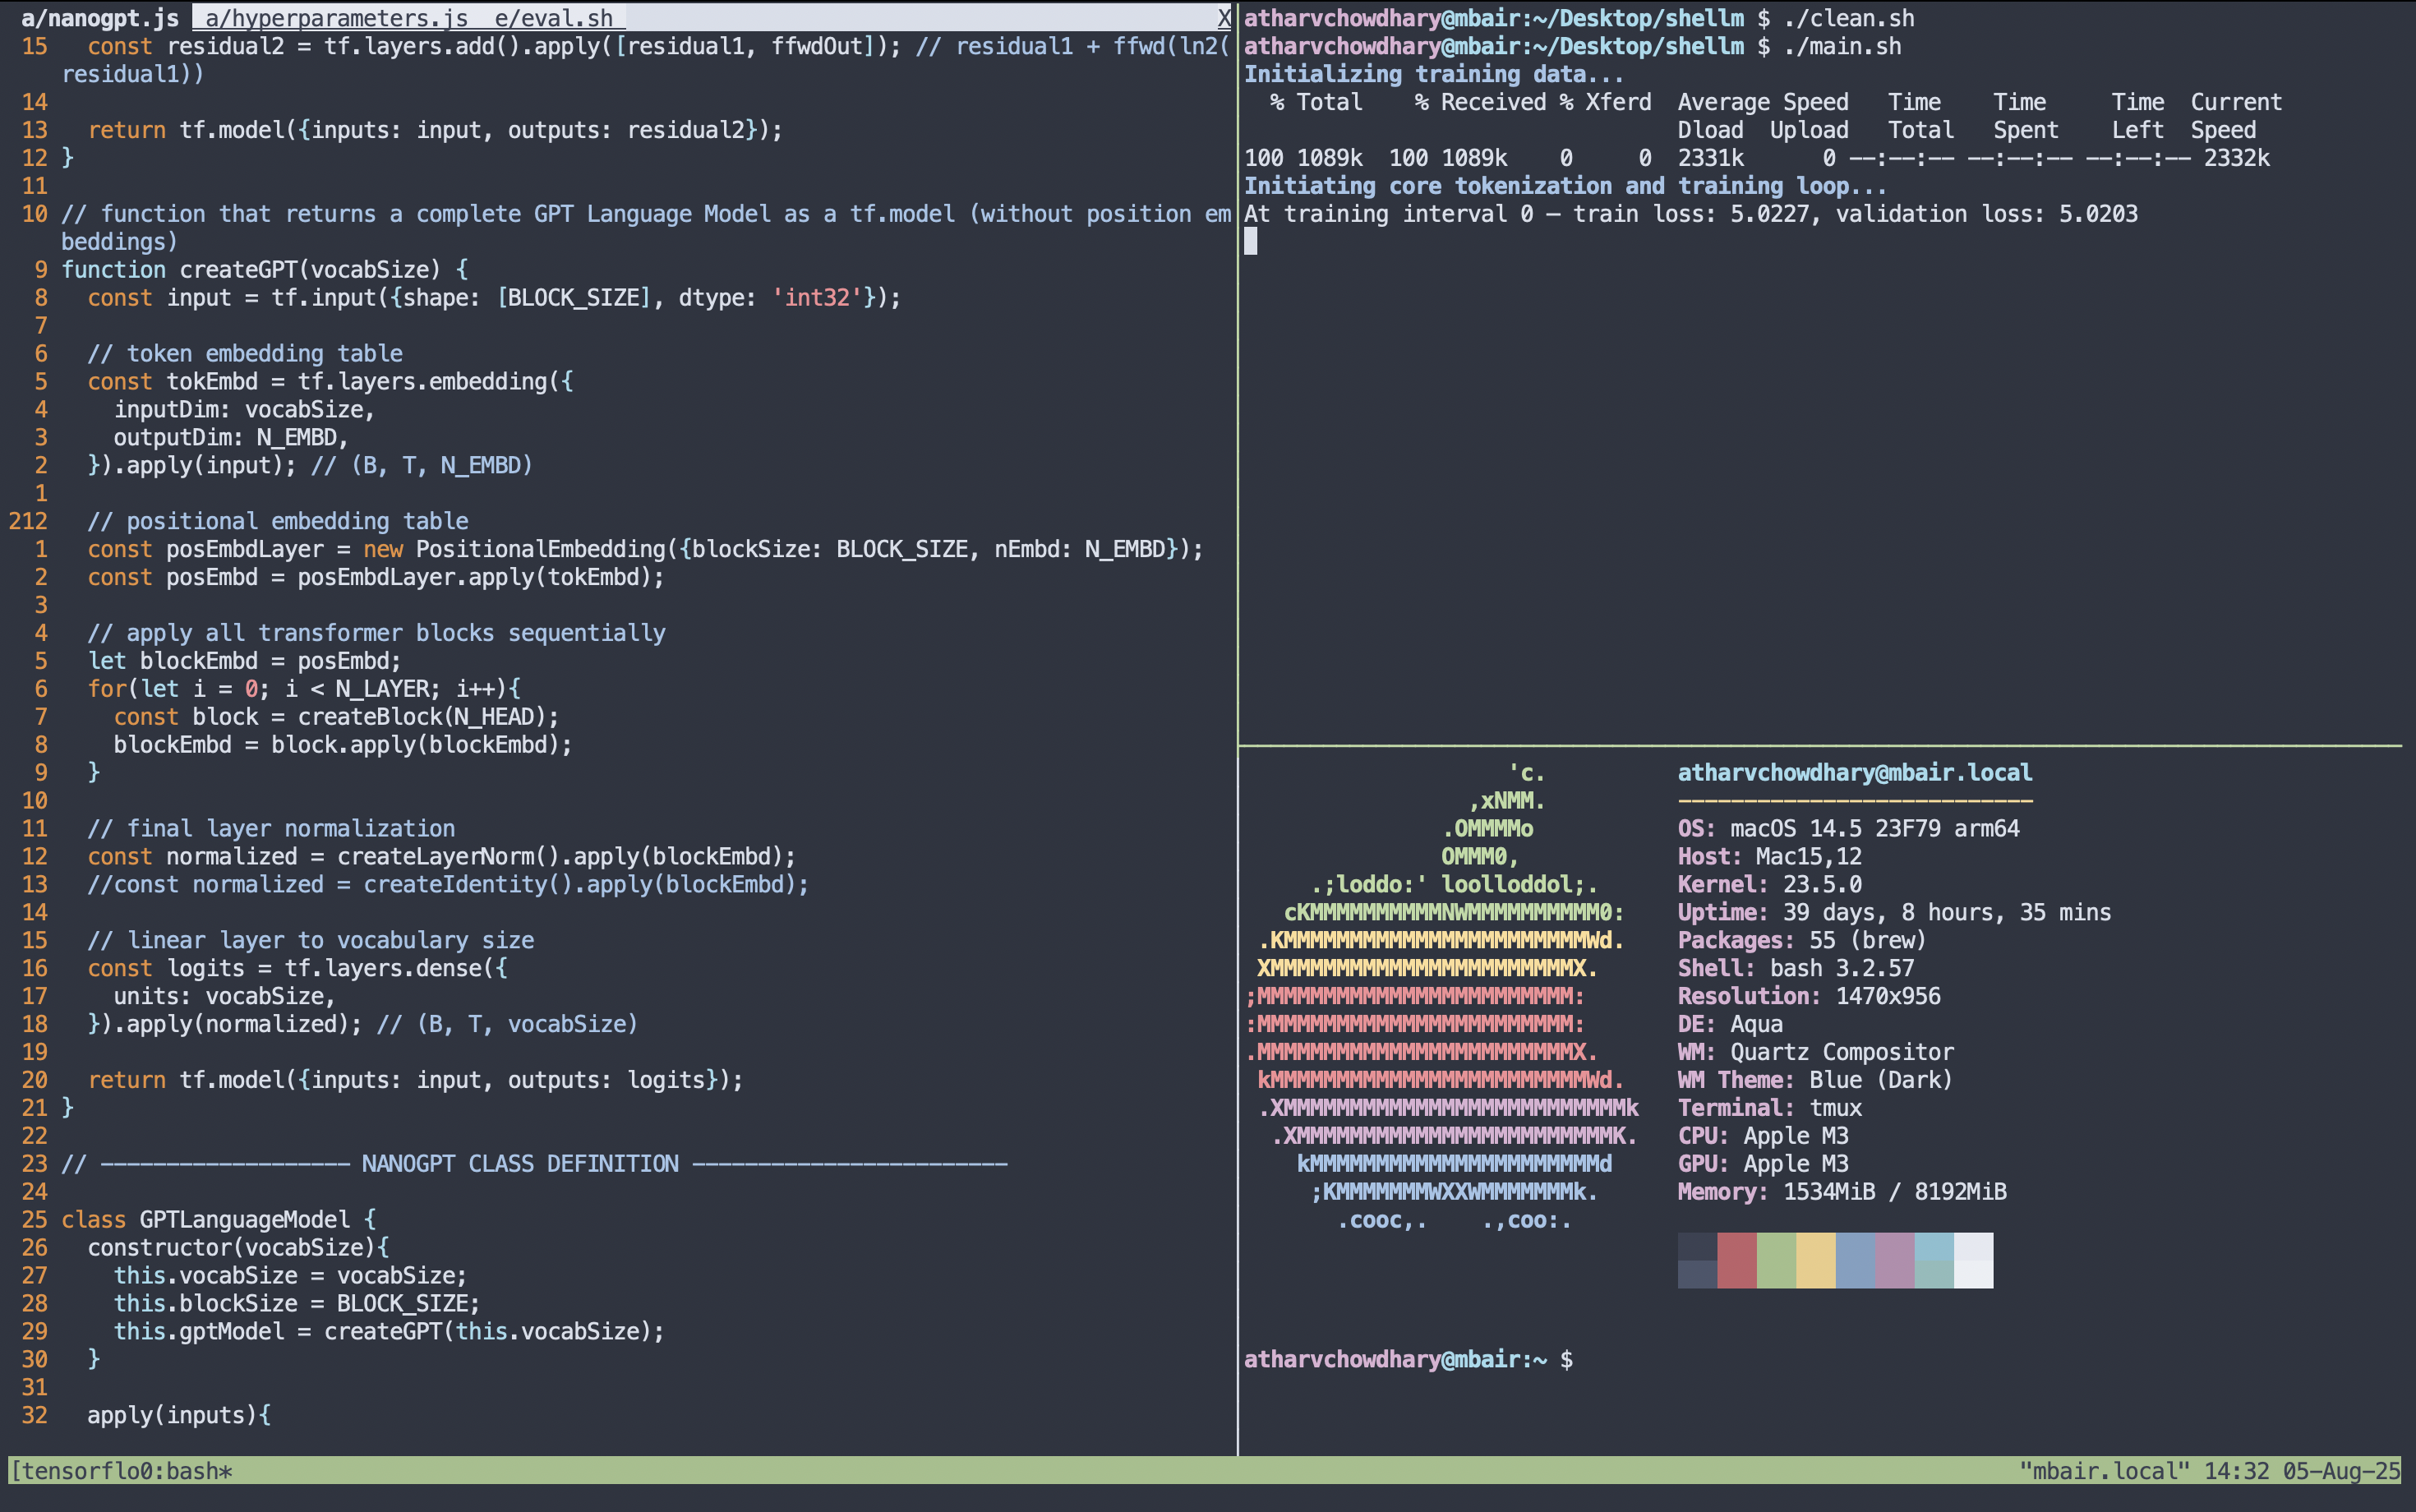 a/nanogpt.js  a/hyperparameters.js  e/eval.sh X
15   const residual2 = tf.layers.add().apply([residual1, ffwdOut]); // residual1 + ffwd(ln2(
residual1))
14
13   return tf.model({inputs: input, outputs: residual2});
12 }
11
10 // function that returns a complete GPT Language Model as a tf.model (without position em
beddings)
9 function createGPT(vocabSize) {
8   const input = tf.input({shape: [BLOCK_SIZE], dtype: 'int32'});
7
6   // token embedding table
5   const tokEmbd = tf.layers.embedding({
4     inputDim: vocabSize,
3     outputDim: N_EMBD,
2   }).apply(input); // (B, T, N_EMBD)
1
212   // positional embedding table
1   const posEmbdLayer = new PositionalEmbedding({blockSize: BLOCK_SIZE, nEmbd: N_EMBD});
2   const posEmbd = posEmbdLayer.apply(tokEmbd);
3
4   // apply all transformer blocks sequentially
5   let blockEmbd = posEmbd;
6   for(let i = 0; i < N_LAYER; i++){
7     const block = createBlock(N_HEAD);
8     blockEmbd = block.apply(blockEmbd);
9   }
10
11   // final layer normalization
12   const normalized = createLayerNorm().apply(blockEmbd);
13   //const normalized = createIdentity().apply(blockEmbd);
14
15   // linear layer to vocabulary size
16   const logits = tf.layers.dense({
17     units: vocabSize,
18   }).apply(normalized); // (B, T, vocabSize)
19
20   return tf.model({inputs: input, outputs: logits});
21 }
22
23 // ------------------- NANOGPT CLASS DEFINITION ------------------------
24
25 class GPTLanguageModel {
26   constructor(vocabSize){
27     this.vocabSize = vocabSize;
28     this.blockSize = BLOCK_SIZE;
29     this.gptModel = createGPT(this.vocabSize);
30   }
31
32   apply(inputs){
atharvchowdhary@mbair:~/Desktop/shellm $ ./clean.sh
atharvchowdhary@mbair:~/Desktop/shellm $ ./main.sh
Initializing training data...
% Total    % Received % Xferd  Average Speed   Time    Time     Time  Current
Dload  Upload   Total   Spent    Left  Speed
100 1089k  100 1089k    0     0  2331k      0 --:--:-- --:--:-- --:--:-- 2332k
Initiating core tokenization and training loop...
At training interval 0 — train loss: 5.0227, validation loss: 5.0203
'c.          atharvchowdhary@mbair.local
,xNMM.          ---------------------------
.OMMMMo           OS: macOS 14.5 23F79 arm64
OMMM0,            Host: Mac15,12
.;loddo:' loolloddol;.      Kernel: 23.5.0
cKMMMMMMMMMMNWMMMMMMMMMM0:    Uptime: 39 days, 8 hours, 35 mins
.KMMMMMMMMMMMMMMMMMMMMMMMWd.    Packages: 55 (brew)
XMMMMMMMMMMMMMMMMMMMMMMMX.      Shell: bash 3.2.57
;MMMMMMMMMMMMMMMMMMMMMMMM:       Resolution: 1470x956
:MMMMMMMMMMMMMMMMMMMMMMMM:       DE: Aqua
.MMMMMMMMMMMMMMMMMMMMMMMMX.      WM: Quartz Compositor
kMMMMMMMMMMMMMMMMMMMMMMMMWd.    WM Theme: Blue (Dark)
.XMMMMMMMMMMMMMMMMMMMMMMMMMMk   Terminal: tmux
.XMMMMMMMMMMMMMMMMMMMMMMMMK.   CPU: Apple M3
kMMMMMMMMMMMMMMMMMMMMMMd     GPU: Apple M3
;KMMMMMMMWXXWMMMMMMMk.      Memory: 1534MiB / 8192MiB
.cooc,.    .,coo:.
atharvchowdhary@mbair:~ $
[tensorflo0:bash* "mbair.local" 14:32 05-Aug-25